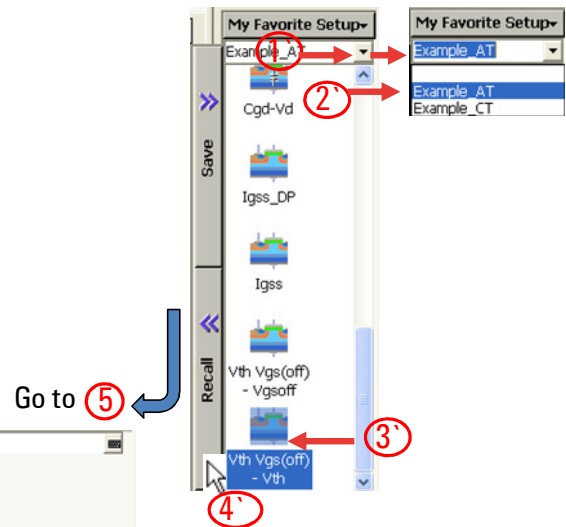 My Favorite Setup
Example_AT
1`
2`
Cgd-Vd
Save
Igss_DP
Igss
Recall
Vth Vgs(off)
- Vgsoff
3`
Vth Vgs(off)
- Vth
4`
Go to 5
My Favorite Setup
Example_AT
Example_AT
Example_CT